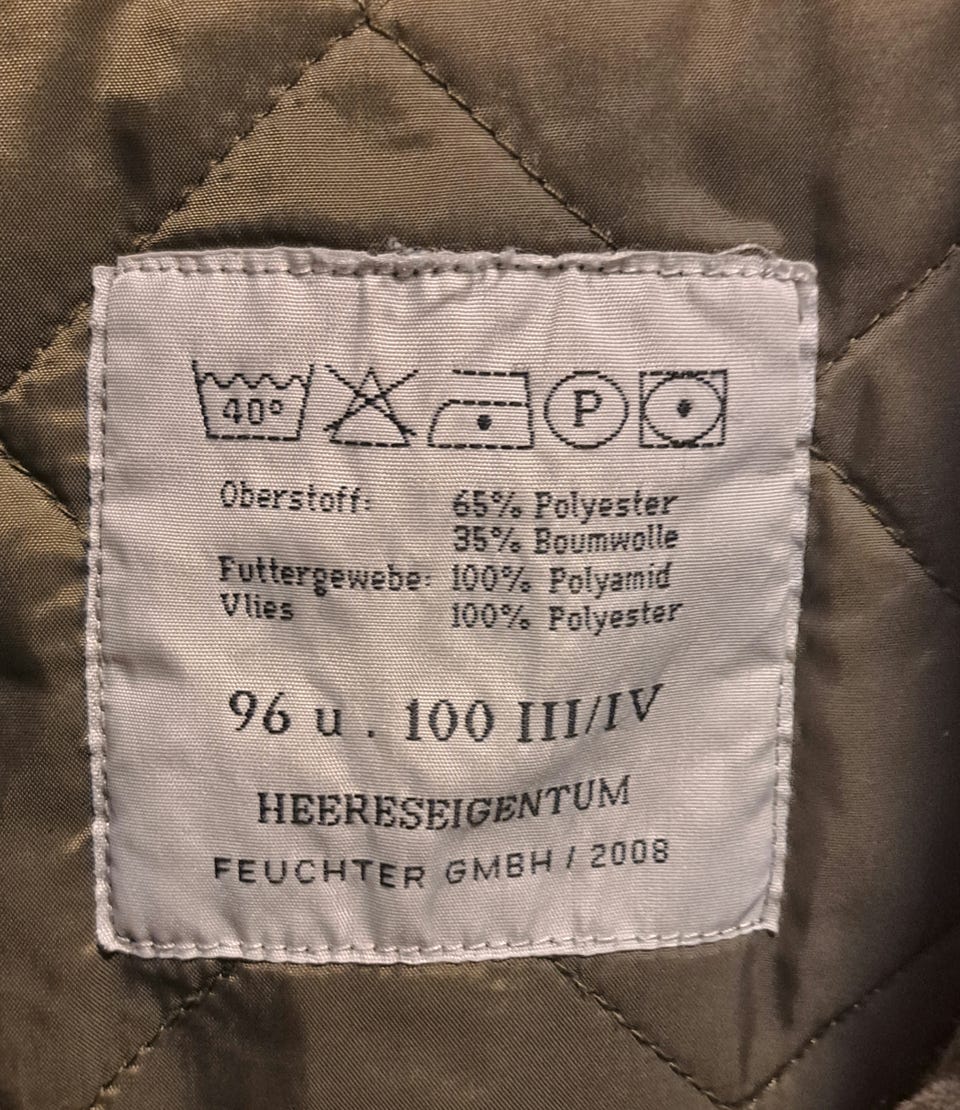 40°
P
Oberstoff: 65% Polyester
35% Boumwolle
Futtergewebe: 100% Polyamid
Vlies 100% Polyester
96 u . 100 III/IV
HEERESEIGENTUM
FEUCHTER GMBH / 2008